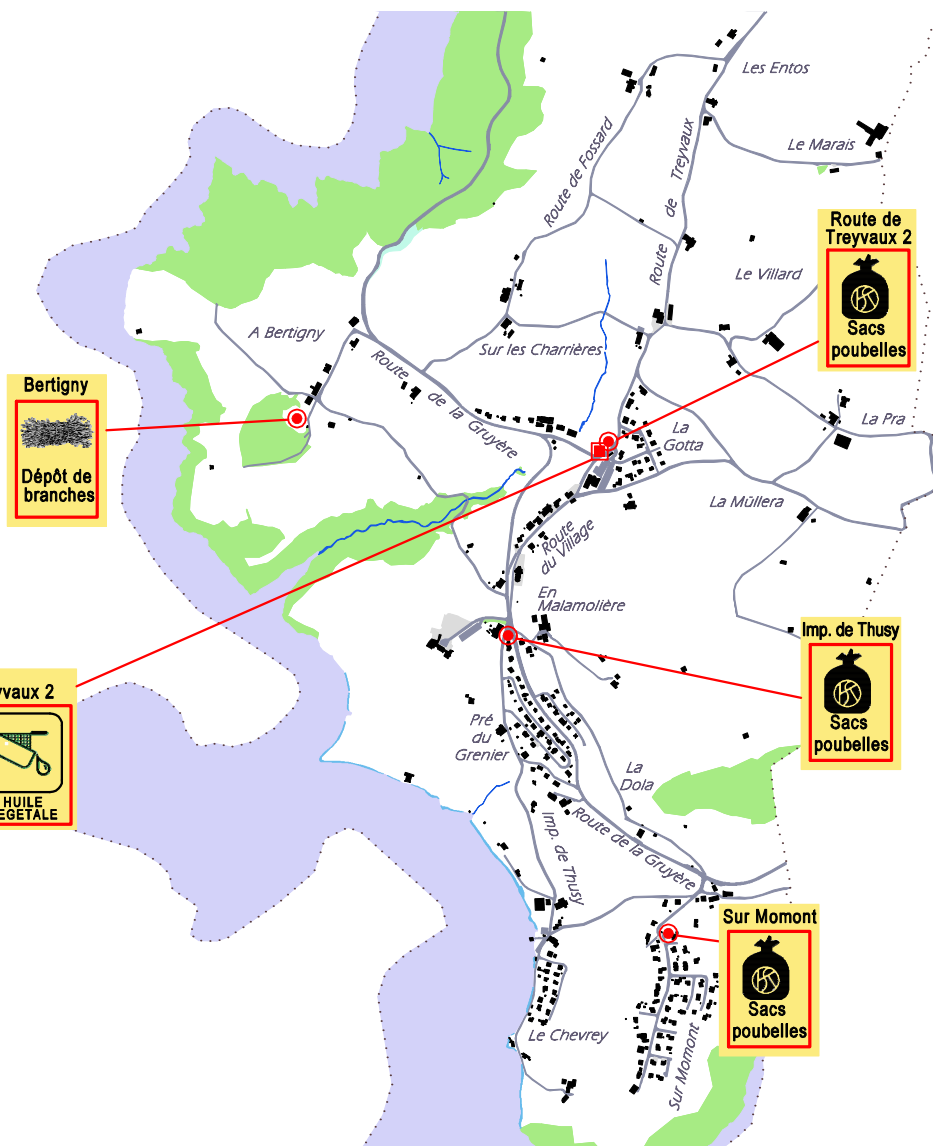 Les Entos
Le Marais
Route de Fossard
Route de Treyvaux
Route de
Treyvaux 2
Sacs
poubelles
Le Villard
A Bertigny
Sur les Charrières
Route de la Gruyère
Bertigny
Dépôt de
branches
La Pra
La
Gotta
La Müllera
Route
du Village
En
Malamolière
Imp. de Thusy
Sacs
poubelles
yvaux 2
HUILE
EGETALE
Pré
du
Grenier
La
Dola
Imp. de Thusy
Route de la Gruyère
Sur Momont
Sacs
poubelles
Le Chevrey
Sur Momont